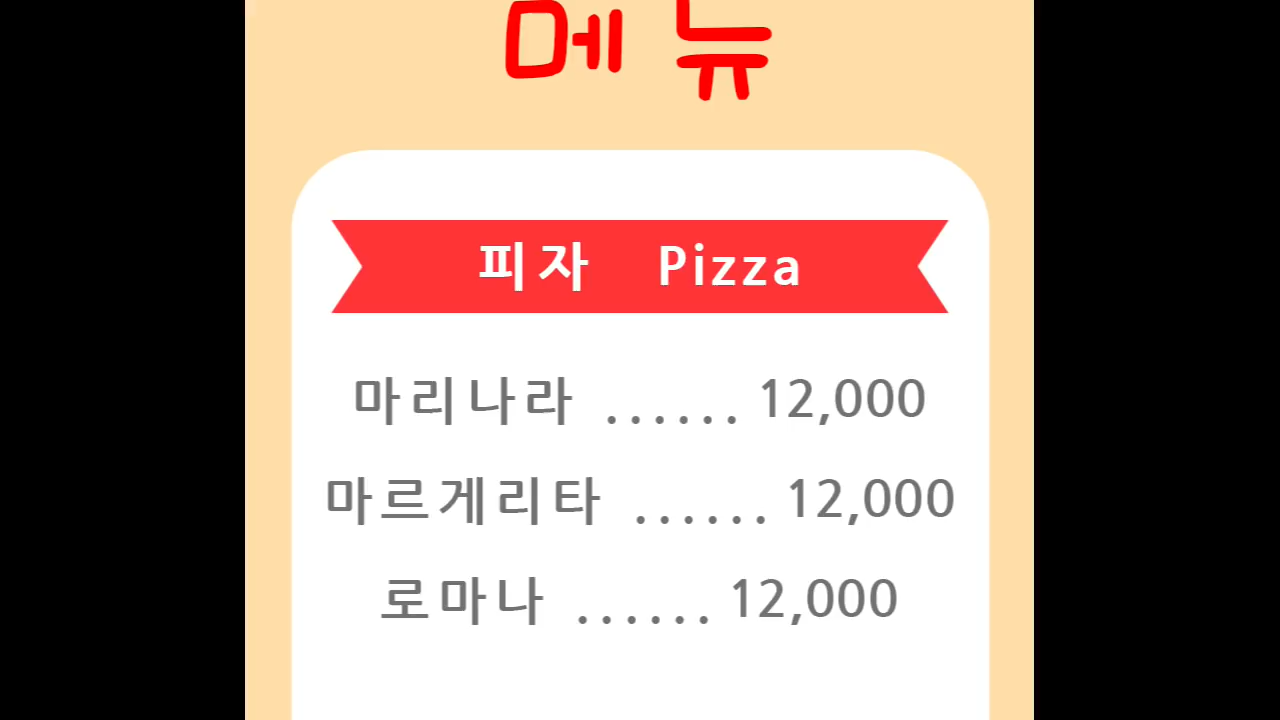 메뉴
피자 Pizza
마리나라 ...... 12,000
마르게리타 ...... 12,000
로마나 ...... 12,000